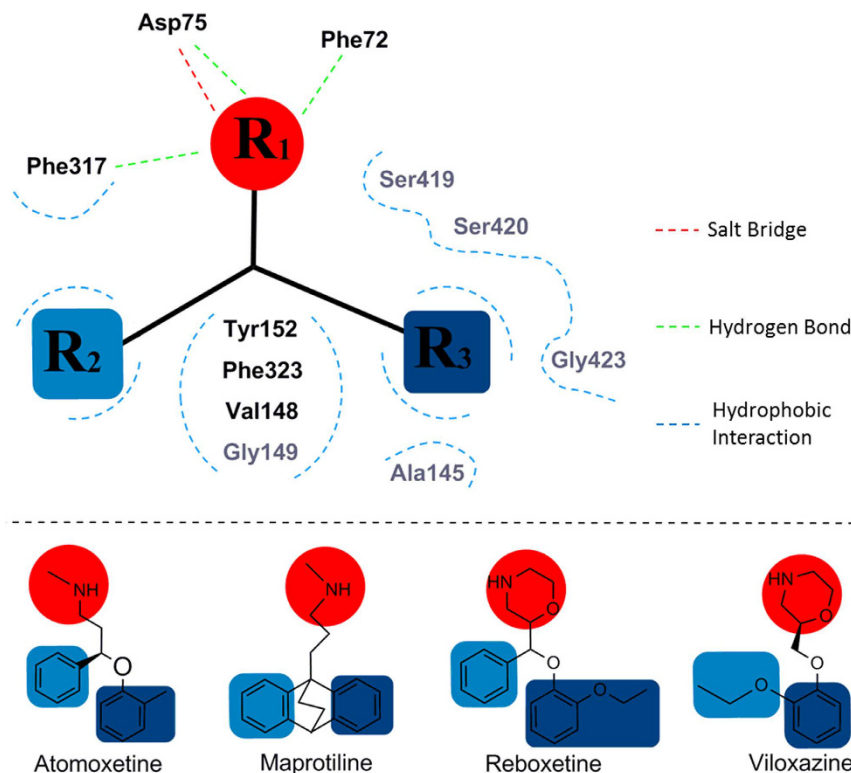 Asp75
Phe72
R1
Phe317
Ser419
Ser420
Salt Bridge
Tyr152
Hydrogen Bond
R2
Phe323
R3
Gly423
Val148
Hydrophobic
Interaction
Gly149
Ala145
NH
O
Atomoxetine
NH
Maprotiline
HN
O
O
O
Reboxetine
HN
O
O
O
Viloxazine